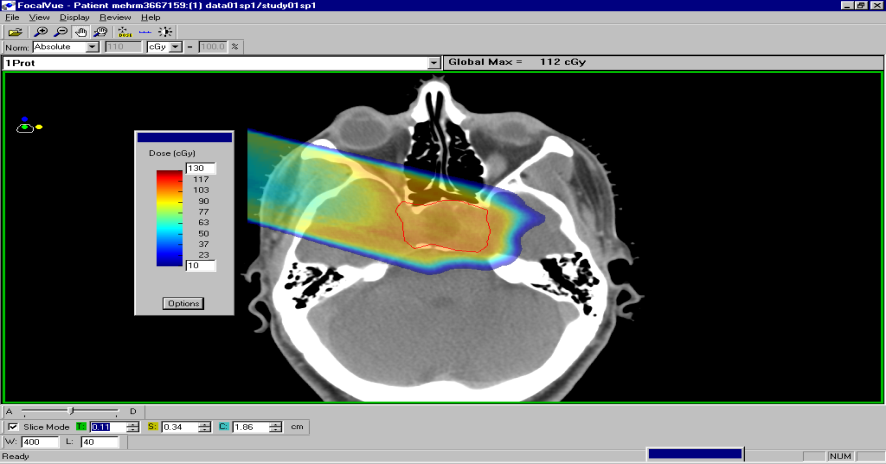 FocalVue - Patient mehrm3667159:(1) data01sp1/study01sp1
File View Display Review Help
Norm: Absolute 110 cGy = 100.0 %
1Prot Global Max = 112 cGy
Dose (cGy)
130
117
103
90
77
63
50
37
23
10
Options
A D
Slice Mode T: 0.11 S: 0.34 C: 1.86 cm
W: 400 L: 40
Ready NUM